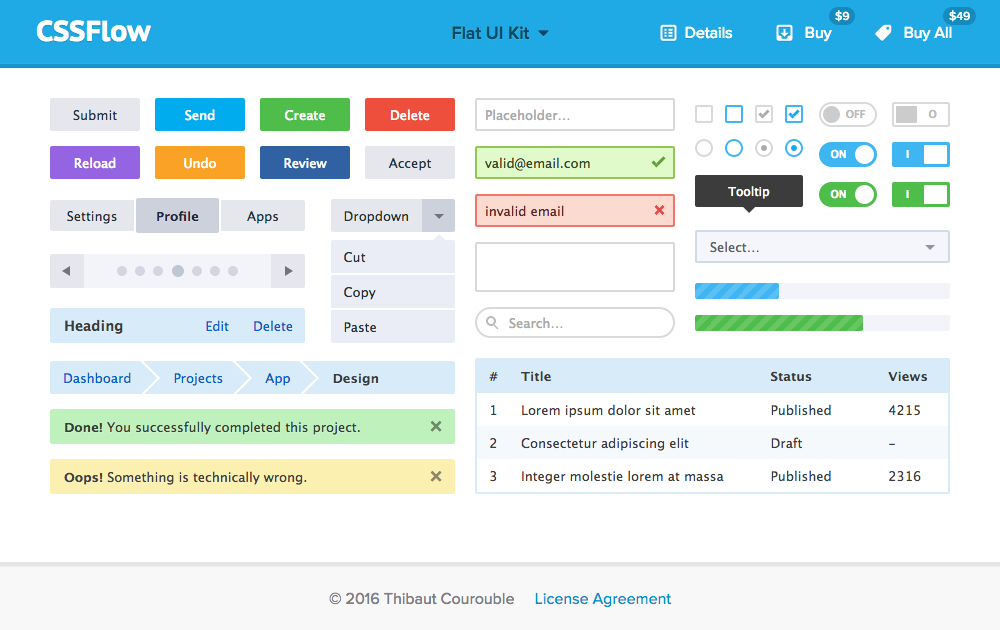 CSSFlow
Flat UI Kit
Details
Buy
$9
Buy All
$49
Submit
Send
Create
Delete
Reload
Undo
Review
Accept
Settings
Profile
Apps
Dropdown
Cut
Copy
Paste
Heading
Edit
Delete
Dashboard
Projects
App
Design
Done! You successfully completed this project.
Oops! Something is technically wrong.
Placeholder...
valid@email.com
invalid email
Search...
OFF
O
ON
I
ON
I
Tooltip
Select...
# Title Status Views
1 Lorem ipsum dolor sit amet Published 4215
2 Consectetur adipiscing elit Draft –
3 Integer molestie lorem at massa Published 2316
© 2016 Thibaut Courouble License Agreement